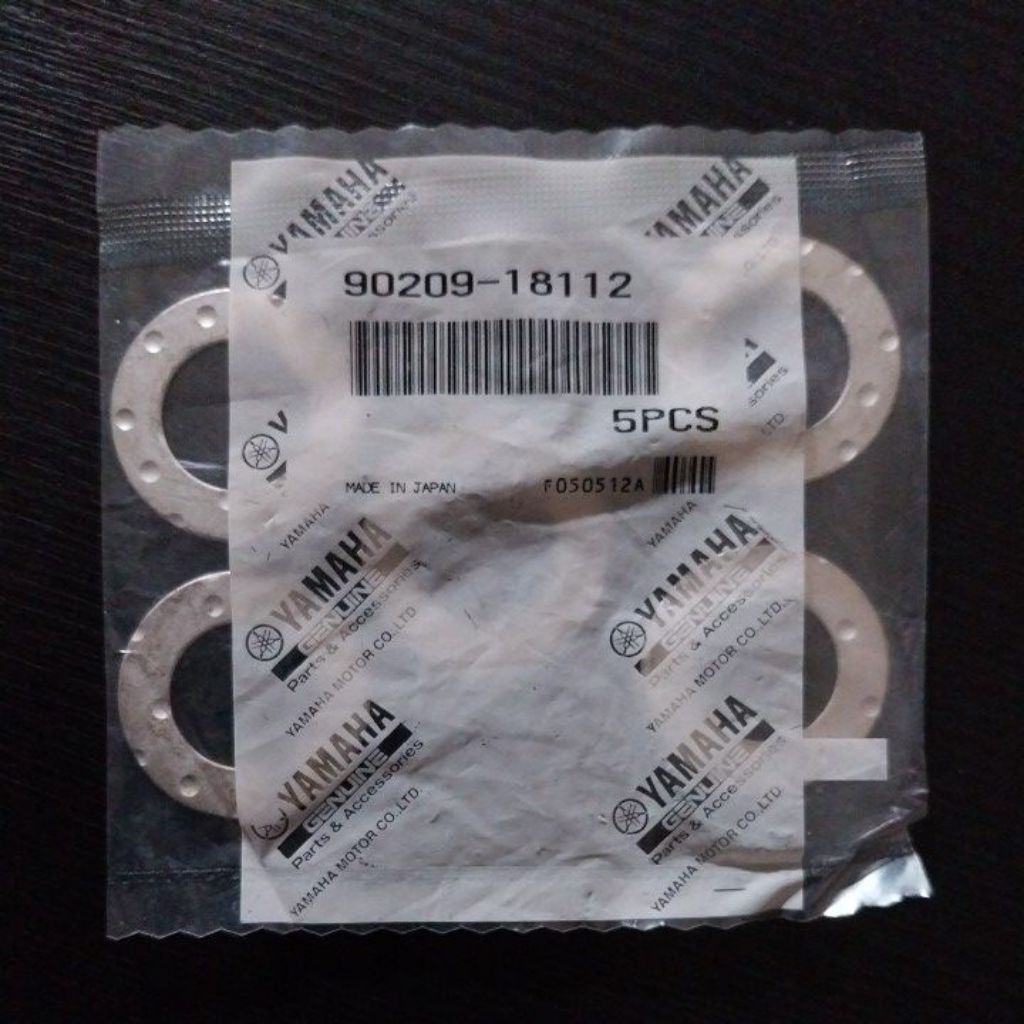 YAMAHA
YAMAHA
90209-18112
5PCS
MADE IN JAPAN
F050512A
YAMAHA
YAMAHA
YAMAHA
GENUINE
Parts & Accessories
YAMAHA MOTOR CO.,LTD.
YAMAHA
GENUINE
Parts & Accessories
YAMAHA MOTOR CO.,LTD.
YAMAHA
GENUINE
Parts & Accessories
YAMAHA MOTOR CO.,LTD.
YAMAHA
GENUINE
Parts & Accessories
YAMAHA MOTOR CO.,LTD.